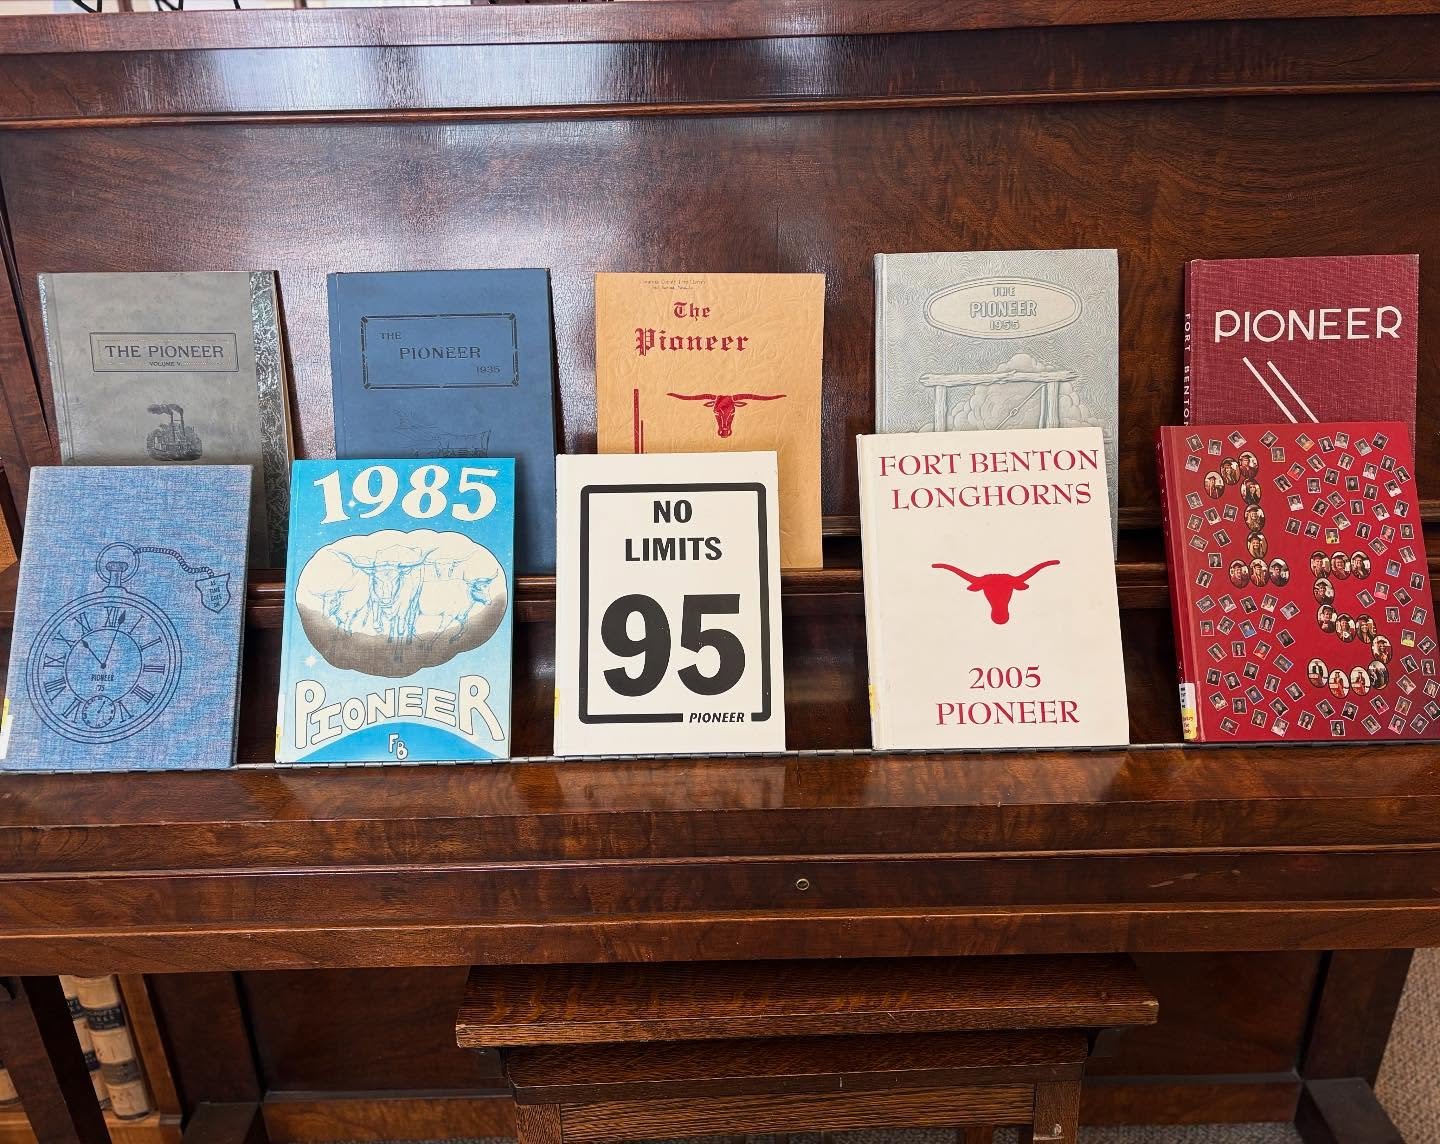 THE PIONEER
VOLUME V.
THE
PIONEER
1935
The
Pioneer
THE
PIONEER
1955
FORT BENTON
PIONEER
PIONEER
'75
1985
PIONEER
FB
NO
LIMITS
95
PIONEER
FORT BENTON
LONGHORNS
2005
PIONEER
15